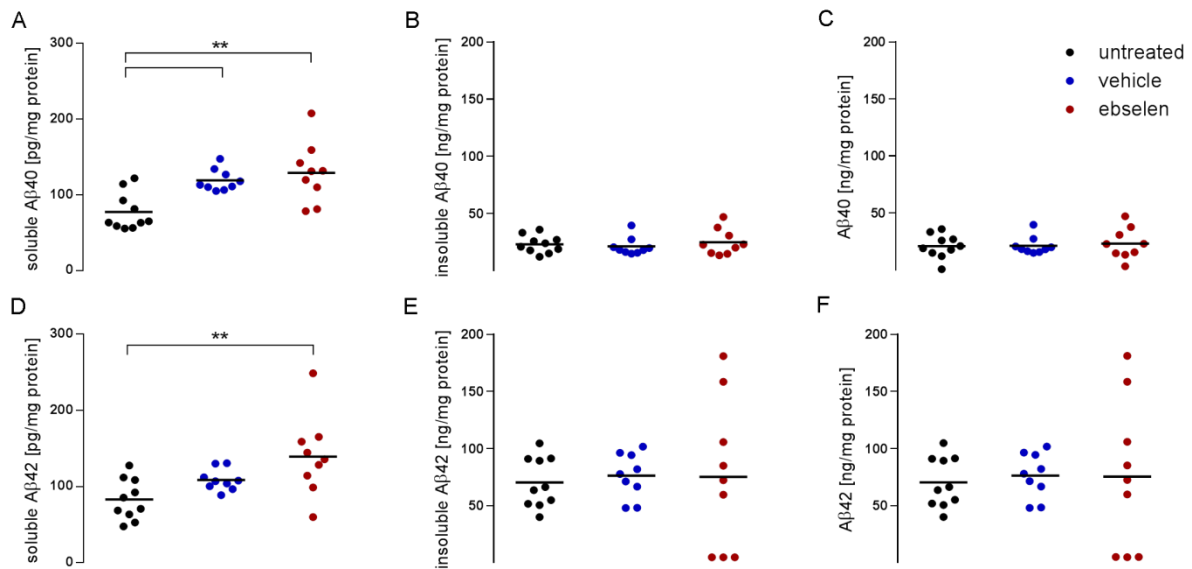 A
soluble Aβ40 [pg/mg protein]
300
200
100
0
**
B
insoluble Aβ40 [ng/mg protein]
200
150
100
50
C
Aβ40 [ng/mg protein]
200
150
100
50
untreated
vehicle
ebselen
D
soluble Aβ42 [pg/mg protein]
300
200
100
0
**
E
insoluble Aβ42 [ng/mg protein]
200
150
100
50
F
Aβ42 [ng/mg protein]
200
150
100
50